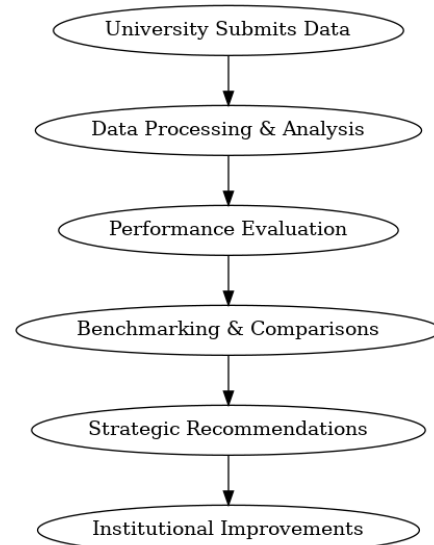 University Submits Data
Data Processing & Analysis
Performance Evaluation
Benchmarking & Comparisons
Strategic Recommendations
Institutional Improvements